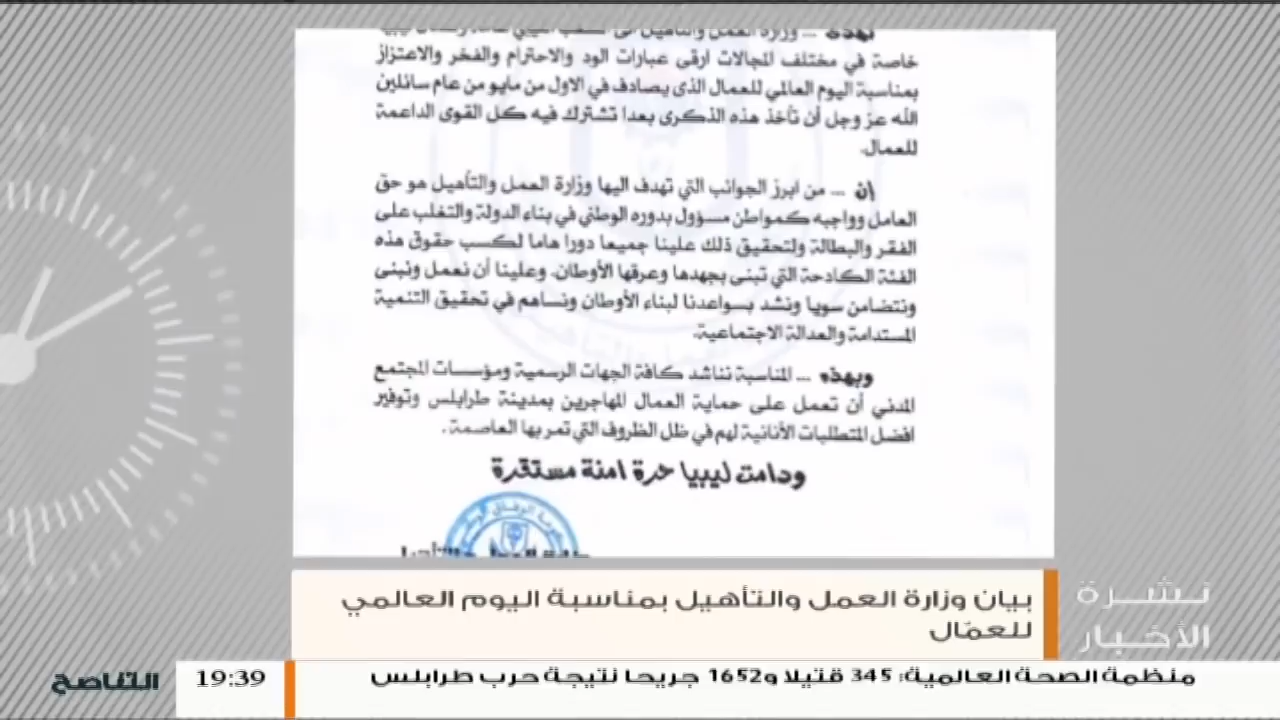 بهذه ... وزارة العمل والتأهيل
خاصة في مختلف المجالات ارقى عبارات الود والاحترام والفخر والاعتزاز
بمناسبة اليوم العالمي للعمال الذى يصادف في الاول من مايو من عام سائلين
الله عز وجل أن تأخذ هذه الذكرى بعدا تشترك فيه كل القوى الداعمة
للعمال.
إن ... من ابرز الجوانب التي تهدف اليها وزارة العمل والتأهيل هو حق
العامل وواجبه كمواطن مسؤول بدوره الوطني في بناء الدولة والتغلب على
الفقر والبطالة ولتحقيق ذلك علينا جميعا دورا هاما لكسب حقوق هذه
الفئة الكادحة التي تبنى بجهدها وعرقها الأوطان. وعلينا أن نعمل ونبنى
ونتضامن سويا ونشد بسواعدنا لبناء الأوطان ونساهم في تحقيق التنمية
المستدامة والعدالة الاجتماعية.
وبهذه ... المناسبة نناشد كافة الجهات الرسمية ومؤسسات المجتمع
المدني أن تعمل على حماية العمال المهاجرين بمدينة طرابلس وتوفير
افضل المتطلبات الأنانية لهم في ظل الظروف التي تمر بها العاصمة.
ودامت ليبيا حرة امنة مستقرة
بيان وزارة العمل والتأهيل بمناسبة اليوم العالمي
للعمّال
نشرة
الأخبار
منظمة الصحة العالمية: 345 قتيلا و1652 جريحا نتيجة حرب طرابلس
19:39
التناصح